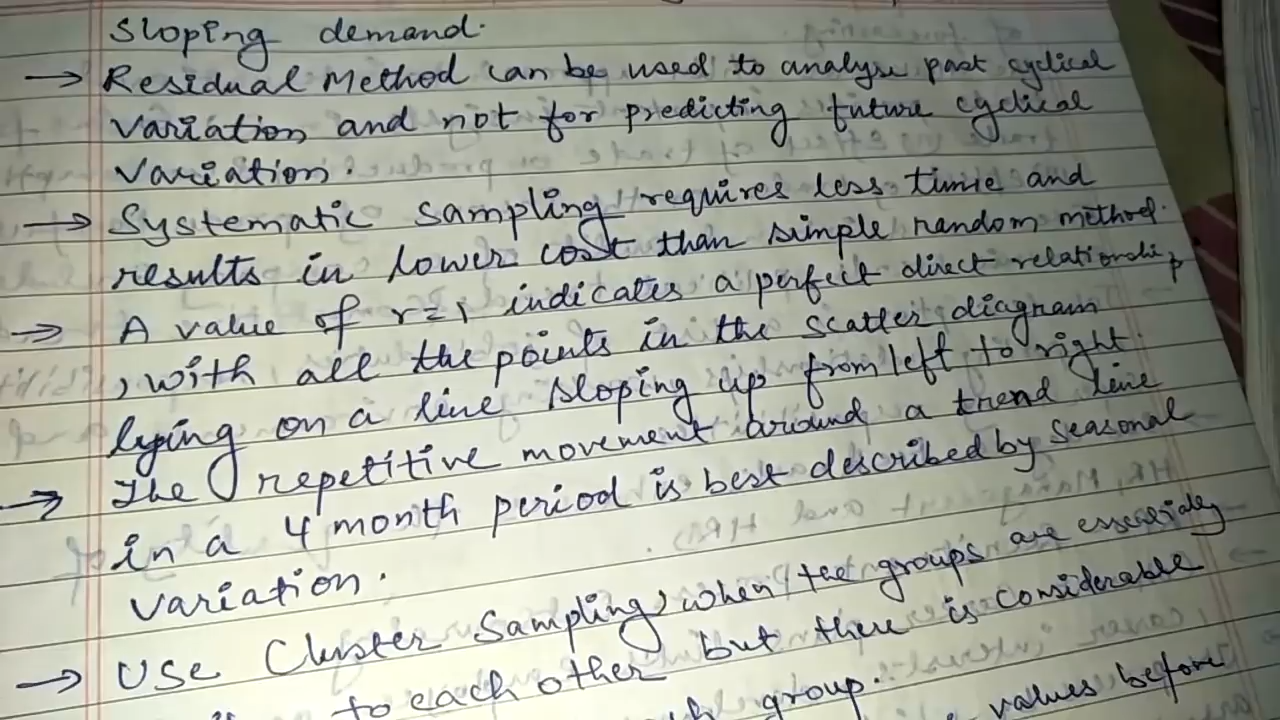 Sloping demand.
→ Residual Method can be used to analyse past cyclical
variation and not for predicting future cyclical
variation.
→ Systematic sampling requires less time and
results in lower cost than simple random method.
→ A value of r=1 indicates a perfect direct relationship
, with all the points in the scatter diagram
lying on a line sloping up from left to right.
→ The repetitive movement around a trend line
in a 4 month period is best described by seasonal
variation.
→ Use Cluster Sampling, when the groups are essentially
to each other but there is considerable
group.
values before